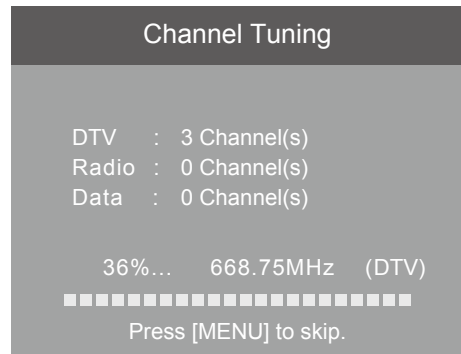 Channel Tuning
DTV : 3 Channel(s)
Radio : 0 Channel(s)
Data : 0 Channel(s)
36%... 668.75MHz (DTV)
Press [MENU] to skip.